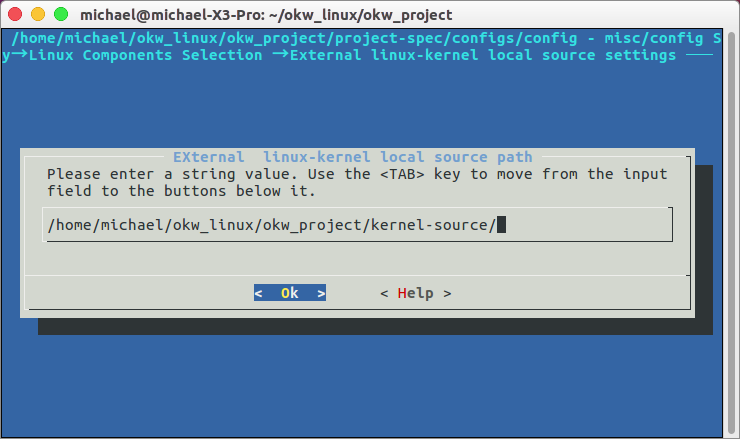 michael@michael-X3-Pro: ~/okw_linux/okw_project
/home/michael/okw_linux/okw_project/project-spec/configs/config - misc/config S
y→Linux Components Selection →External linux-kernel local source settings ───
EXternal  linux-kernel local source path
Please enter a string value. Use the <TAB> key to move from the input
field to the buttons below it.
/home/michael/okw_linux/okw_project/kernel-source/
<  Ok  > < Help >